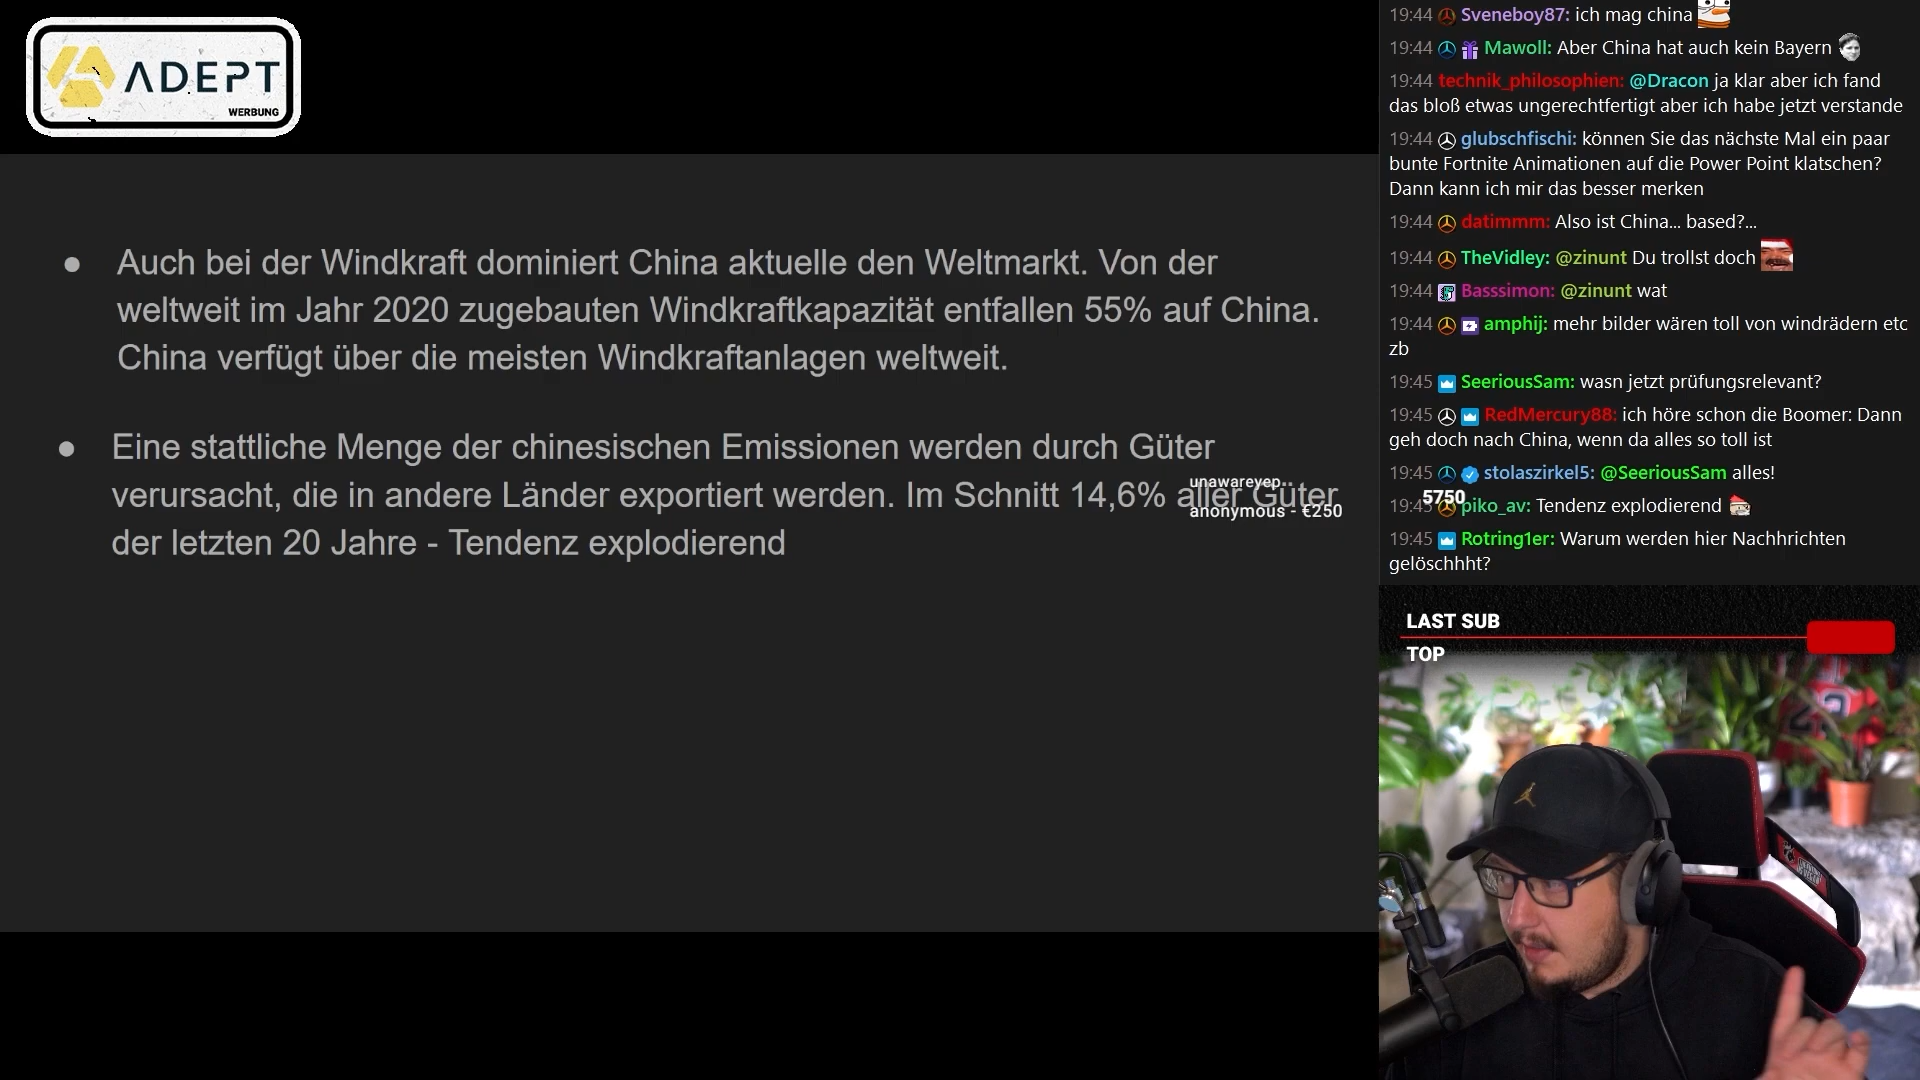 ADEPT
WERBUNG
Auch bei der Windkraft dominiert China aktuelle den Weltmarkt. Von der
weltweit im Jahr 2020 zugebauten Windkraftkapazität entfallen 55% auf China.
China verfügt über die meisten Windkraftanlagen weltweit.
Eine stattliche Menge der chinesischen Emissionen werden durch Güter
verursacht, die in andere Länder exportiert werden. Im Schnitt 14,6% aller Güter
der letzten 20 Jahre - Tendenz explodierend
unawareyep
anonymous - €250
19:44 Sveneboy87: ich mag china
19:44 Mawoll: Aber China hat auch kein Bayern
19:44 technik_philosophien: @Dracon ja klar aber ich fand
das bloß etwas ungerechtfertigt aber ich habe jetzt verstande
19:44 glubschfischi: können Sie das nächste Mal ein paar
bunte Fortnite Animationen auf die Power Point klatschen?
Dann kann ich mir das besser merken
19:44 datimmm: Also ist China... based?...
19:44 TheVidley: @zinunt Du trollst doch
19:44 Basssimon: @zinunt wat
19:44 amphij: mehr bilder wären toll von windrädern etc
zb
19:45 SeeriousSam: wasn jetzt prüfungsrelevant?
19:45 RedMercury88: ich höre schon die Boomer: Dann
geh doch nach China, wenn da alles so toll ist
19:45 stolaszirkel5: @SeeriousSam alles!
5750
19:45 piko_av: Tendenz explodierend
19:45 Rotring1er: Warum werden hier Nachhrichten
gelöschhht?
LAST SUB
TOP